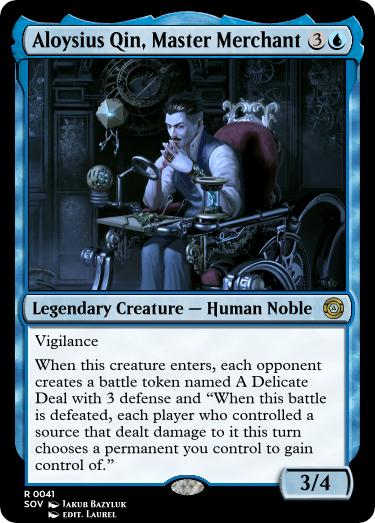 Aloysius Qin, Master Merchant 3
Legendary Creature — Human Noble
Vigilance
When this creature enters, each opponent
creates a battle token named A Delicate
Deal with 3 defense and “When this battle
is defeated, each player who controlled a
source that dealt damage to it this turn
chooses a permanent you control to gain
control of.”
3/4
R 0041
SOV Jakub Bazyluk
edit. Laurel